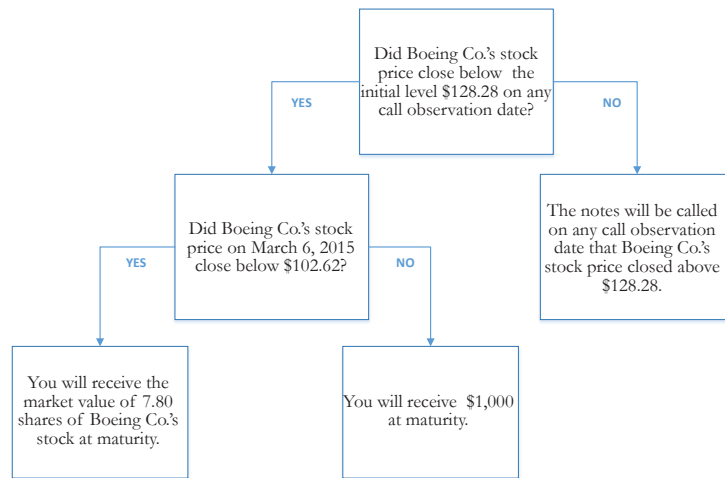 Did Boeing Co.'s stock
price close below the
initial level $128.28 on any
call observation date?
YES
NO
Did Boeing Co.'s stock
price on March 6, 2015
close below $102.62?
The notes will be called
on any call observation
date that Boeing Co.'s
stock price closed above
$128.28.
YES
NO
You will receive the
market value of 7.80
shares of Boeing Co.'s
stock at maturity.
You will receive $1,000
at maturity.